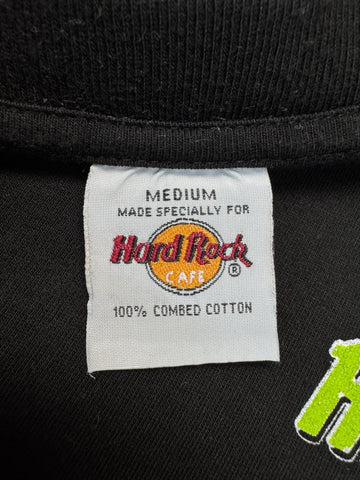 MEDIUM
MADE SPECIALLY FOR
Hard Rock
CAFE ®
100% COMBED COTTON
H